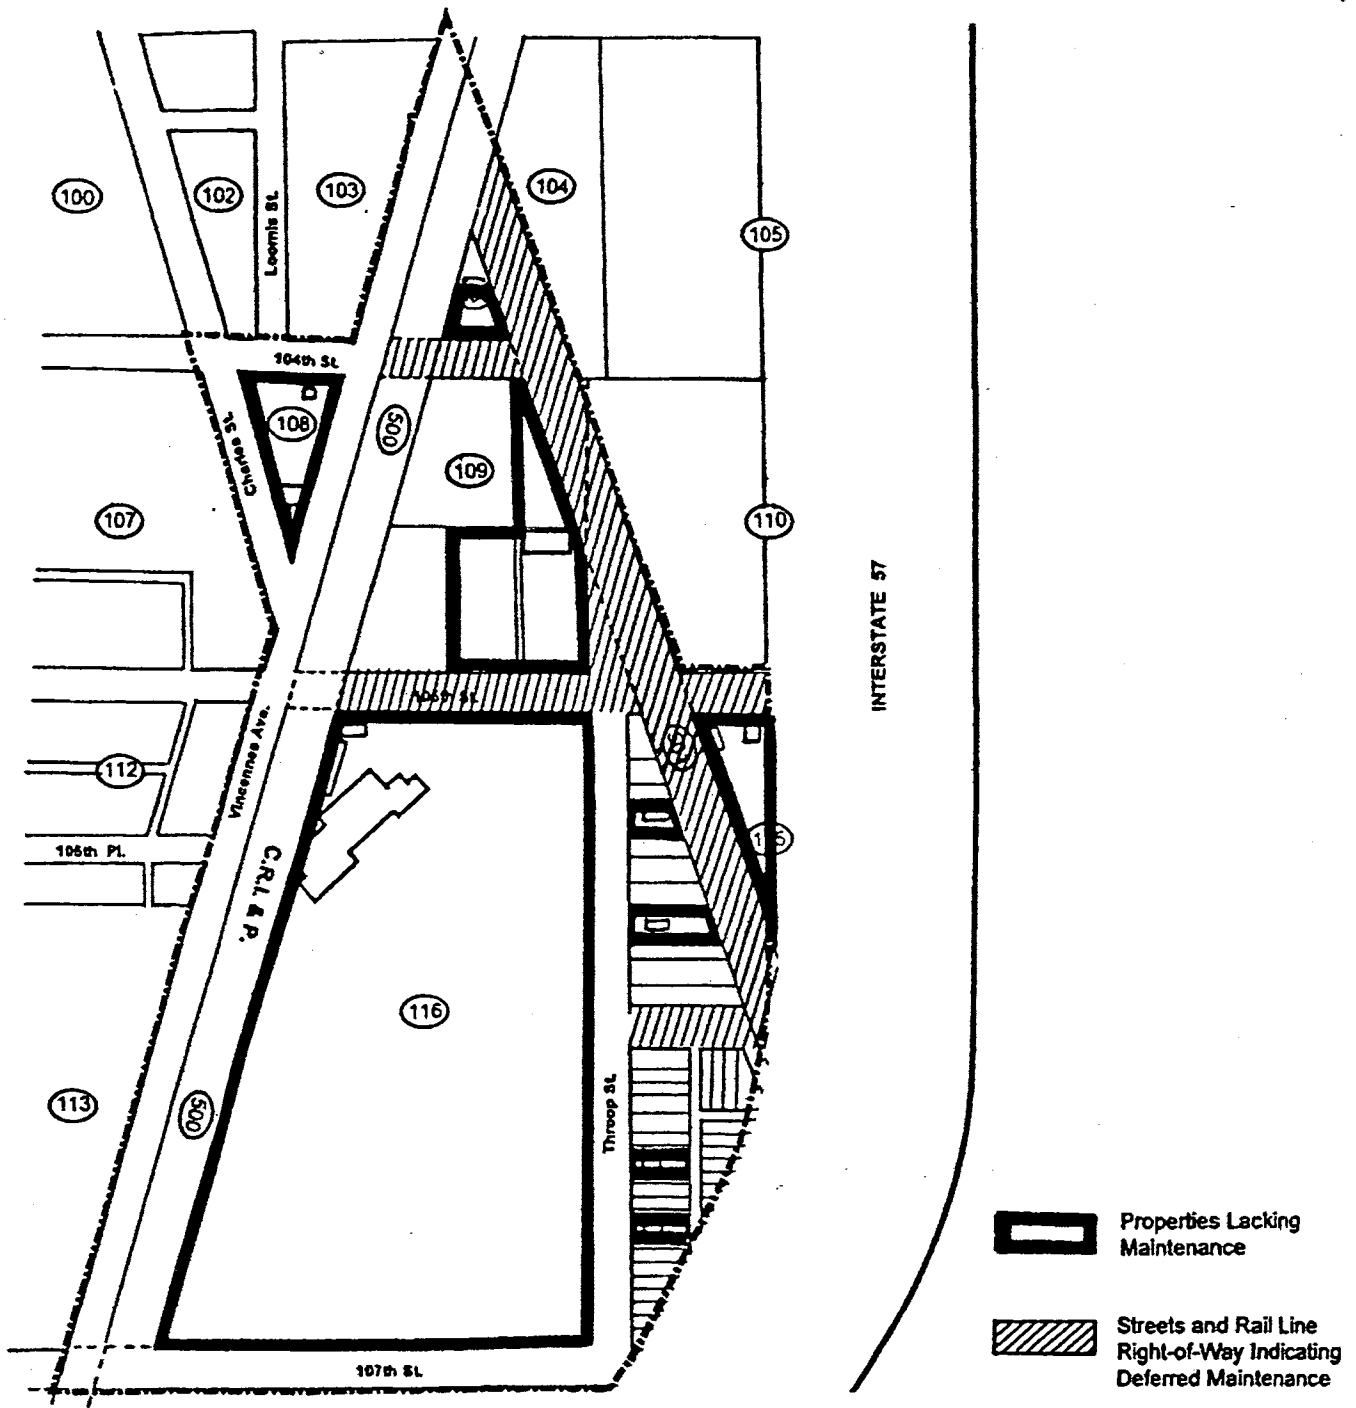 100
102
Loomis St.
103
104
105
104th St.
108
Charles St.
500
109
107
110
INTERSTATE 57
105th St.
112
Vincennes Ave.
106th Pl.
C.R.I. & P.
116
113
500
Throop St.
107th St.
Properties Lacking
Maintenance
Streets and Rail Line
Right-of-Way Indicating
Deferred Maintenance